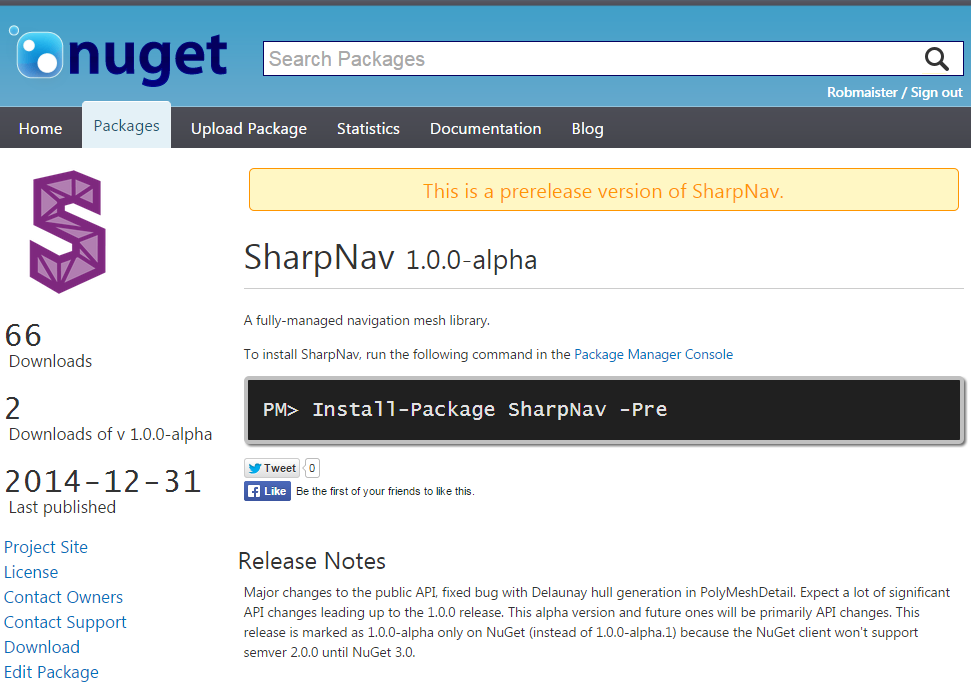 nuget
Search Packages
Robmaister / Sign out
Home Packages Upload Package Statistics Documentation Blog
This is a prerelease version of SharpNav.
SharpNav 1.0.0-alpha
A fully-managed navigation mesh library.
To install SharpNav, run the following command in the Package Manager Console
PM> Install-Package SharpNav -Pre
Tweet 0
Like Be the first of your friends to like this.
66
Downloads
2
Downloads of v 1.0.0-alpha
2014-12-31
Last published
Project Site
License
Contact Owners
Contact Support
Download
Edit Package
Release Notes
Major changes to the public API, fixed bug with Delaunay hull generation in PolyMeshDetail. Expect a lot of significant
API changes leading up to the 1.0.0 release. This alpha version and future ones will be primarily API changes. This
release is marked as 1.0.0-alpha only on NuGet (instead of 1.0.0-alpha.1) because the NuGet client won't support
semver 2.0.0 until NuGet 3.0.